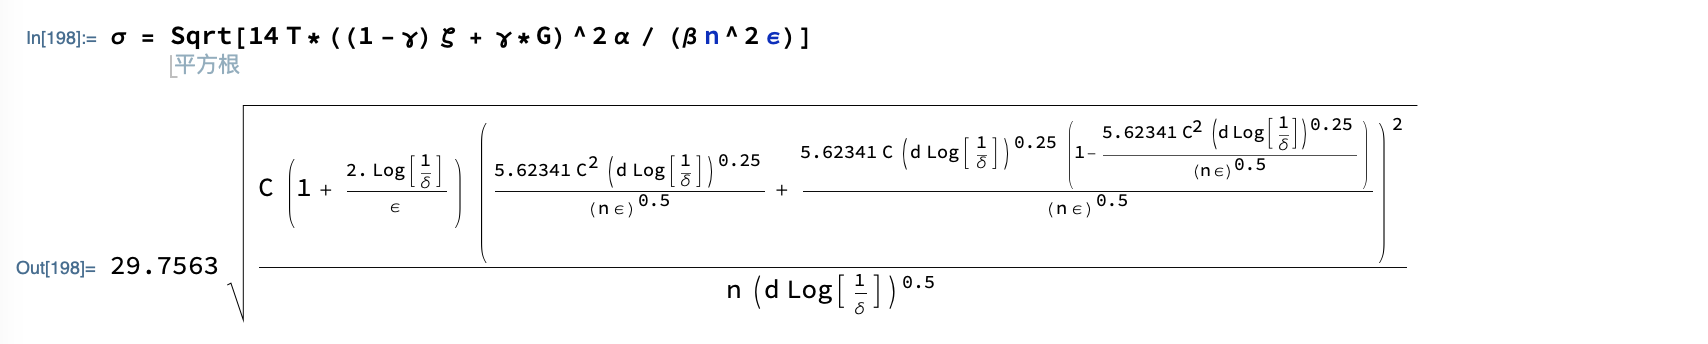 In[198]:= σ = Sqrt[14 T*((1-γ) ζ + γ*G)^2 α / (β n^2 ϵ)]
平方根
Out[198]= 29.7563 √((C (1 + (2. Log[1/δ])/ϵ) ((5.62341 C^2 (d Log[1/δ])^0.25)/(n ϵ)^0.5 + (5.62341 C (d Log[1/δ])^0.25 (1 - (5.62341 C^2 (d Log[1/δ])^0.25)/(n ϵ)^0.5))/(n ϵ)^0.5)^2)/(n (d Log[1/δ])^0.5))